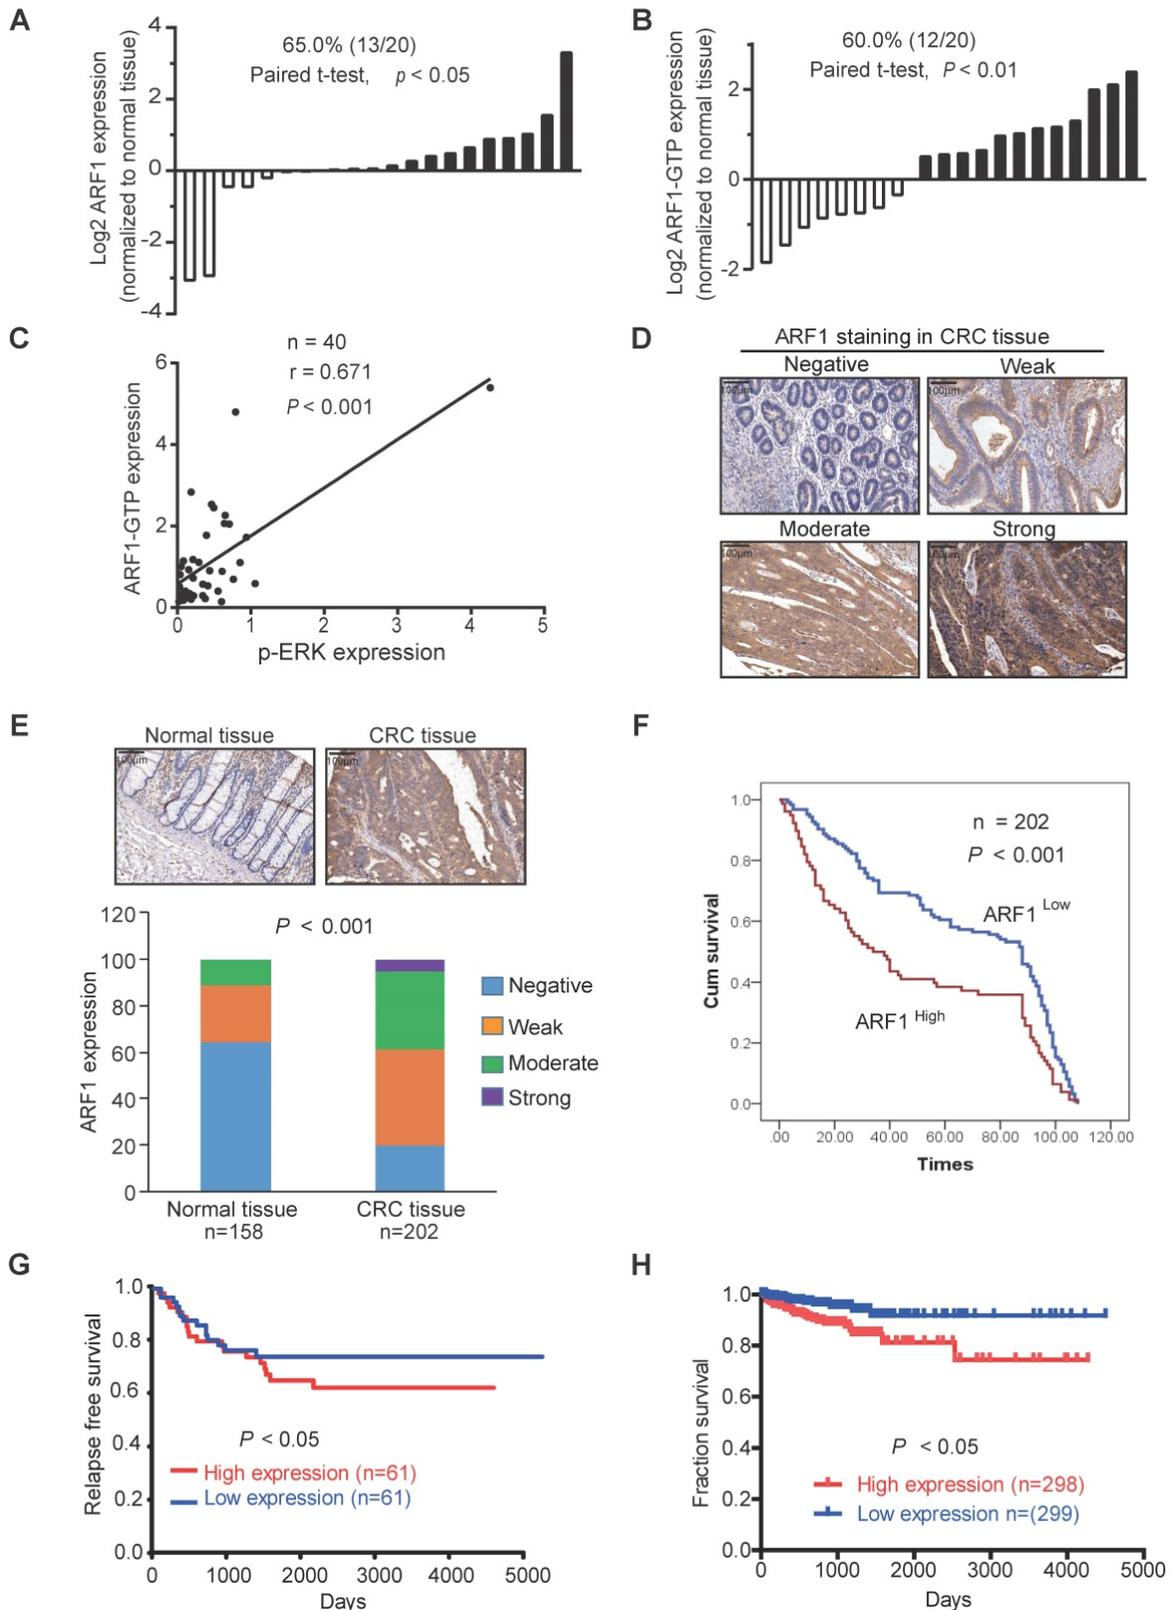 A
Log2 ARF1 expression
(normalized to normal tissue)
4
2
0
-2
-4
65.0% (13/20)
Paired t-test, p < 0.05
B
Log2 ARF1-GTP expression
(normalized to normal tissue)
2
0
-2
60.0% (12/20)
Paired t-test, P < 0.01
C
n = 40
r = 0.671
P < 0.001
ARF1-GTP expression
6
4
2
0
0 1 2 3 4 5
p-ERK expression
D
ARF1 staining in CRC tissue
Negative Weak
100μm 100μm
Moderate Strong
100μm 100μm
E
Normal tissue CRC tissue
100μm 100μm
P < 0.001
ARF1 expression
120
100
80
60
40
20
0
Negative
Weak
Moderate
Strong
Normal tissue CRC tissue
n=158 n=202
F
n = 202
P < 0.001
ARF1 Low
ARF1 High
Cum survival
1.0
0.8
0.6
0.4
0.2
0.0
.00 20.00 40.00 60.00 80.00 100.00 120.00
Times
G
Relapse free survival
1.0
0.8
0.6
0.4
0.2
0.0
P < 0.05
High expression (n=61)
Low expression (n=61)
0 1000 2000 3000 4000 5000
Days
H
Fraction survival
1.0
0.8
0.6
0.4
0.2
0.0
P < 0.05
High expression (n=298)
Low expression n=(299)
0 1000 2000 3000 4000 5000
Days